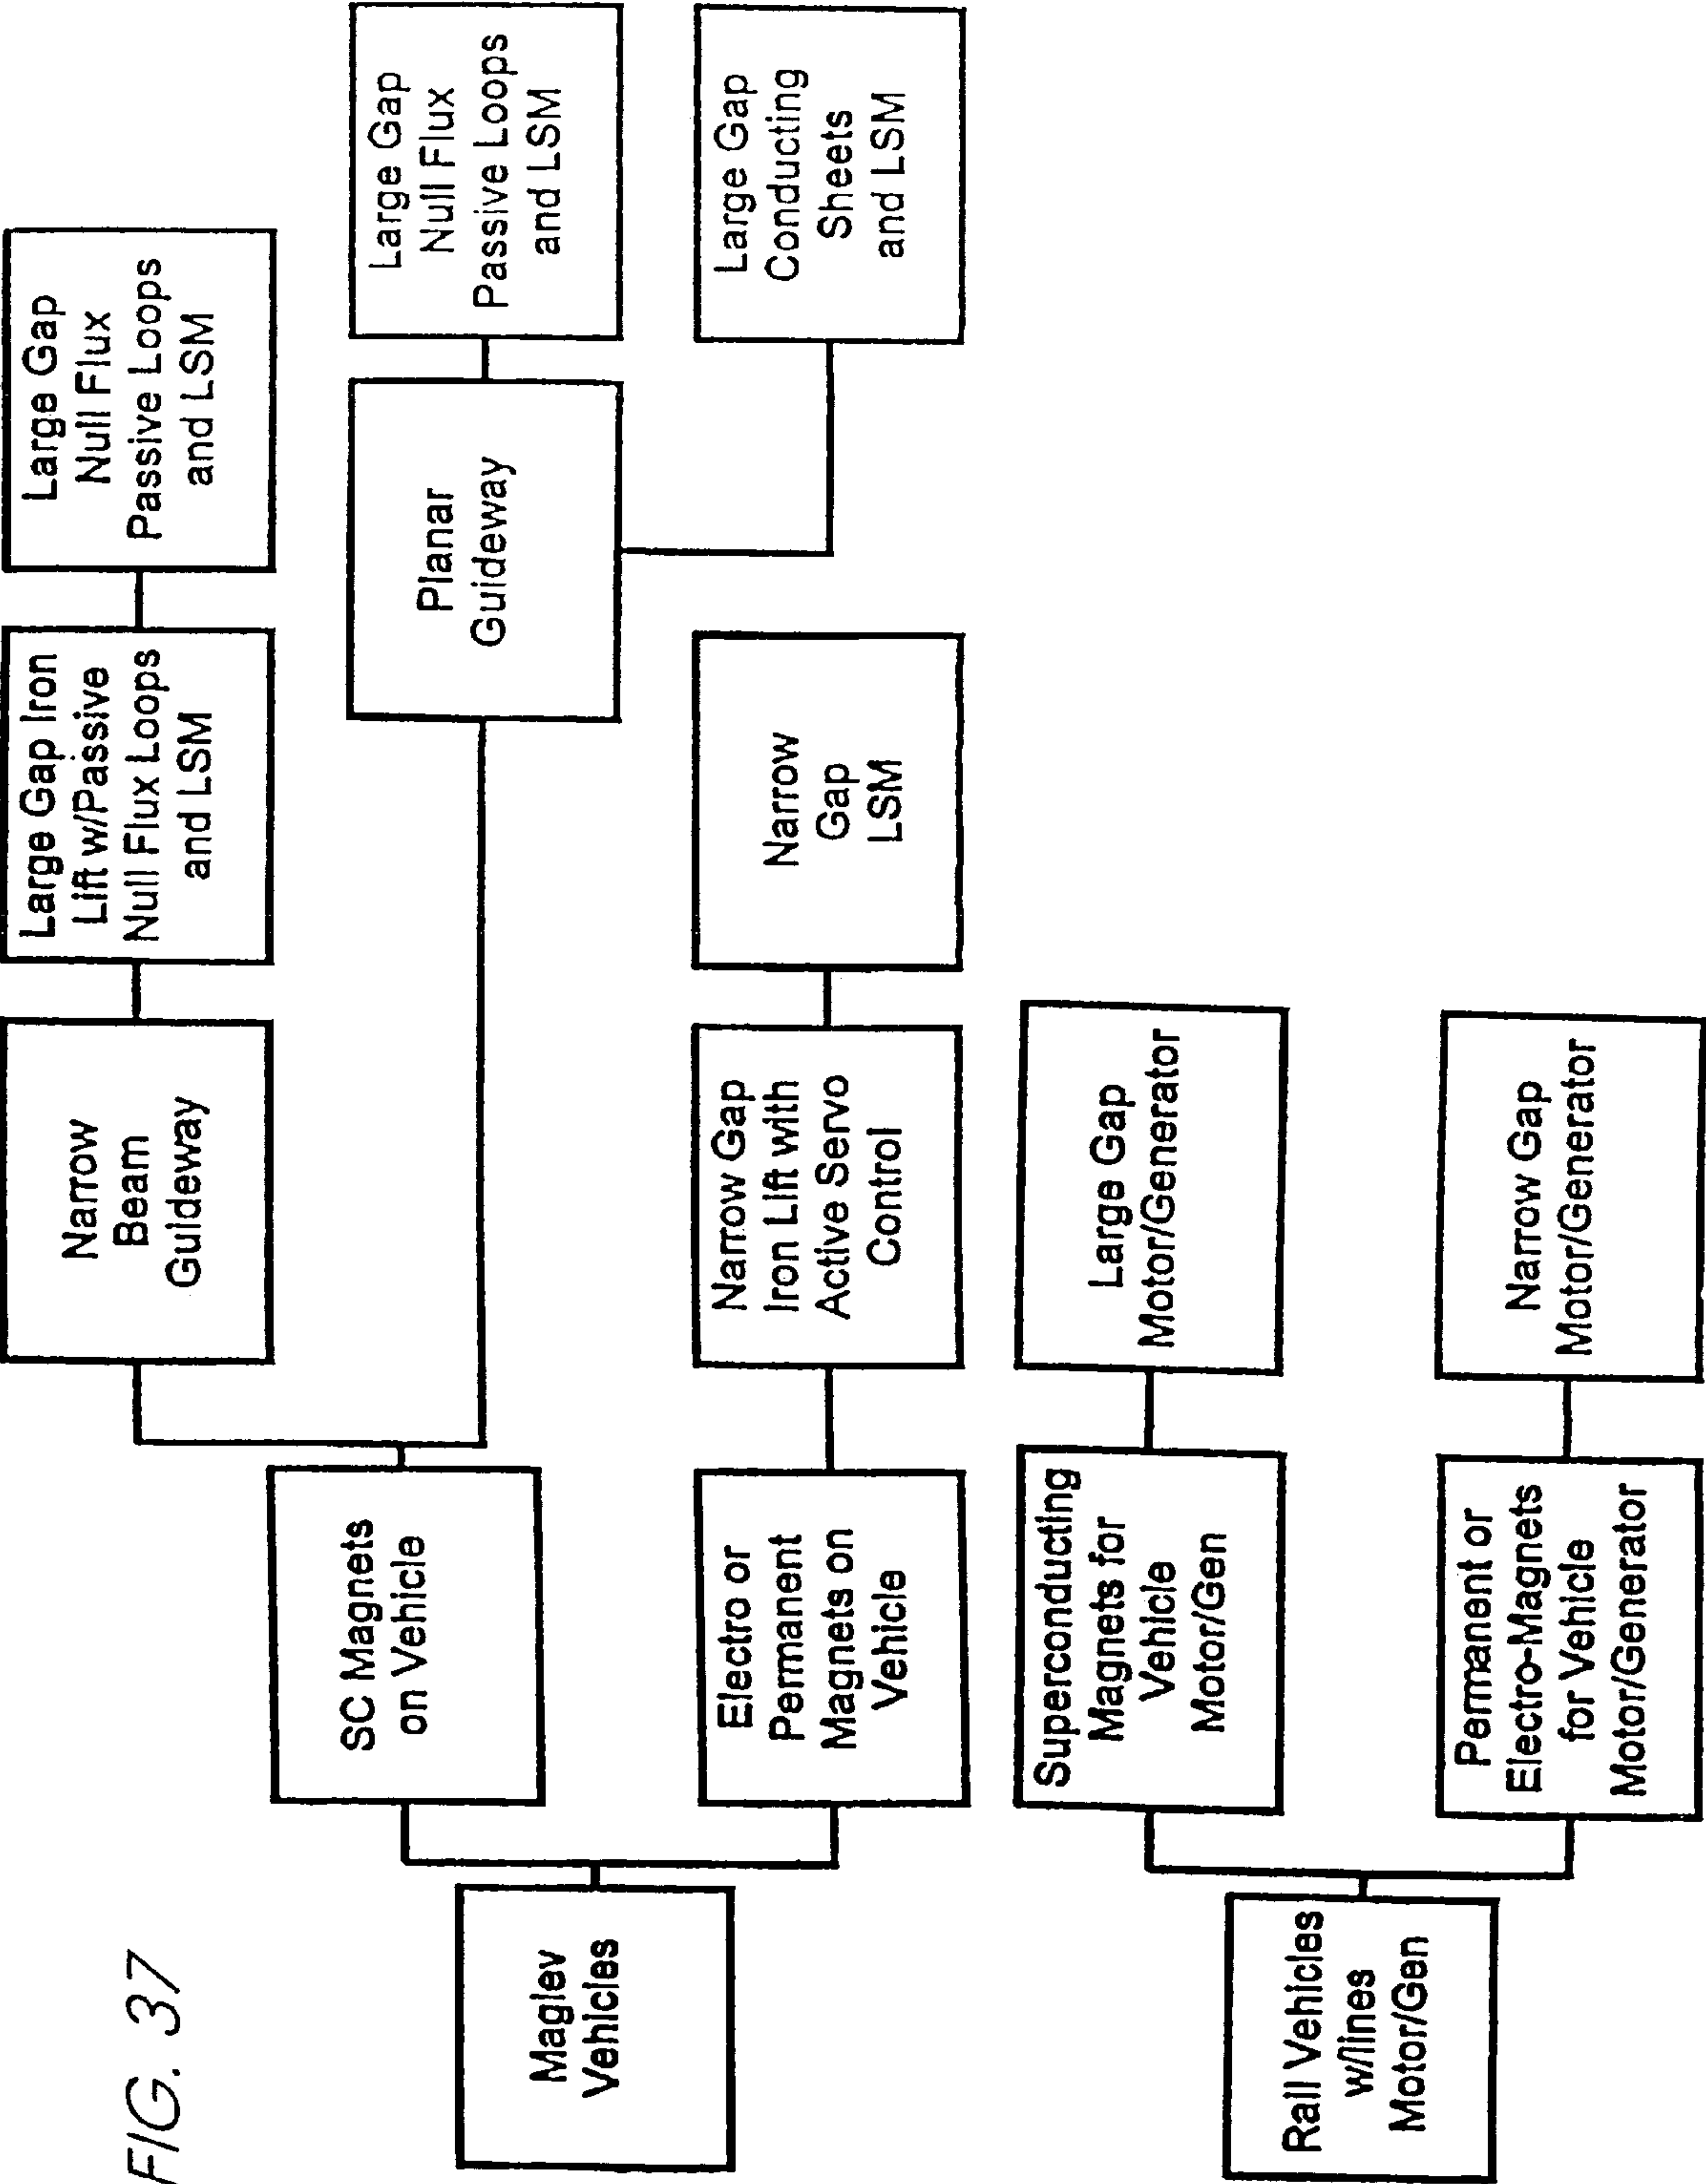 FIG. 37
Maglev
Vehicles
SC Magnets
on Vehicle
Narrow
Beam
Guideway
Large Gap Iron
Lift w/Passive
Null Flux Loops
and LSM
Large Gap
Null Flux
Passive Loops
and LSM
Planar
Guideway
Large Gap
Null Flux
Passive Loops
and LSM
Large Gap
Conducting
Sheets
and LSM
Electro or
Permanent
Magnets on
Vehicle
Narrow Gap
Iron Lift with
Active Servo
Control
Narrow
Gap
LSM
Rail Vehicles
w/lines
Motor/Gen
Superconducting
Magnets for
Vehicle
Motor/Gen
Large Gap
Motor/Generator
Permanent or
Electro-Magnets
for Vehicle
Motor/Generator
Narrow Gap
Motor/Generator